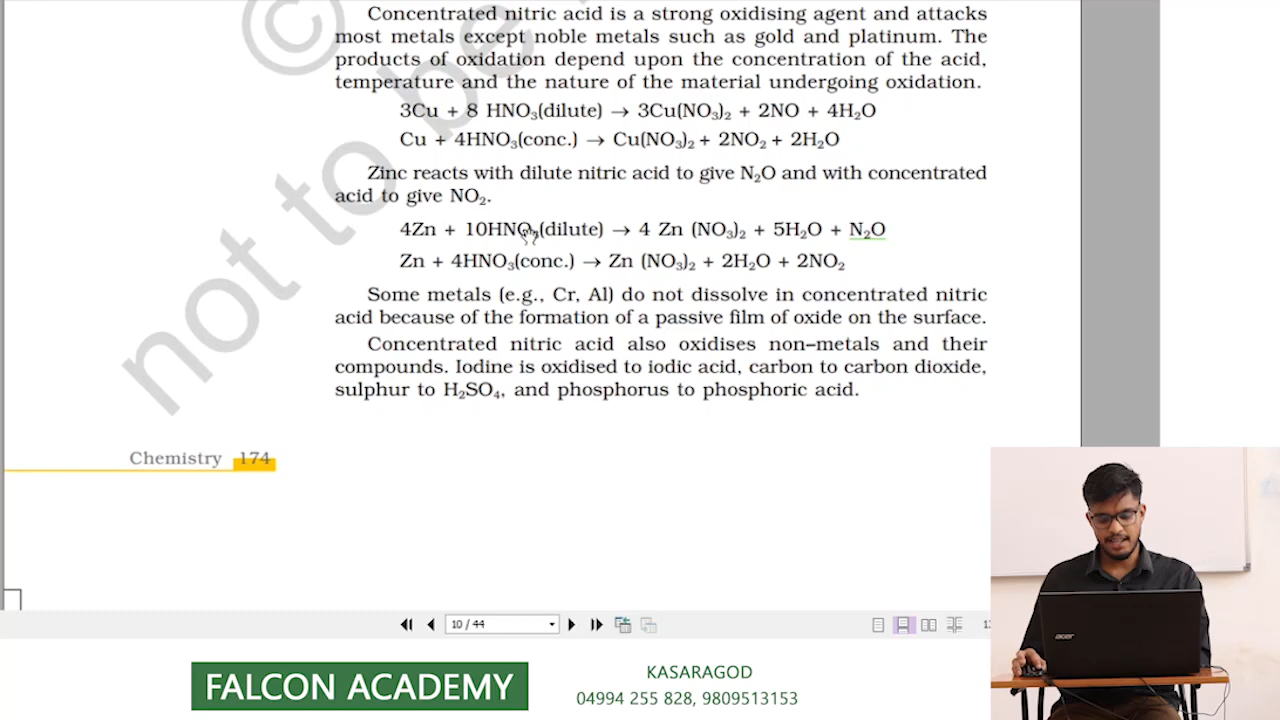 Concentrated nitric acid is a strong oxidising agent and attacks
most metals except noble metals such as gold and platinum. The
products of oxidation depend upon the concentration of the acid,
temperature and the nature of the material undergoing oxidation.
3Cu + 8 HNO₃(dilute) → 3Cu(NO₃)₂ + 2NO + 4H₂O
Cu + 4HNO₃(conc.) → Cu(NO₃)₂ + 2NO₂ + 2H₂O
Zinc reacts with dilute nitric acid to give N₂O and with concentrated
acid to give NO₂.
4Zn + 10HNO₃(dilute) → 4 Zn (NO₃)₂ + 5H₂O + N₂O
Zn + 4HNO₃(conc.) → Zn (NO₃)₂ + 2H₂O + 2NO₂
Some metals (e.g., Cr, Al) do not dissolve in concentrated nitric
acid because of the formation of a passive film of oxide on the surface.
Concentrated nitric acid also oxidises non–metals and their
compounds. Iodine is oxidised to iodic acid, carbon to carbon dioxide,
sulphur to H₂SO₄, and phosphorus to phosphoric acid.
©
not to be
Chemistry 174
10 / 44
acer
FALCON ACADEMY
KASARAGOD
04994 255 828, 9809513153